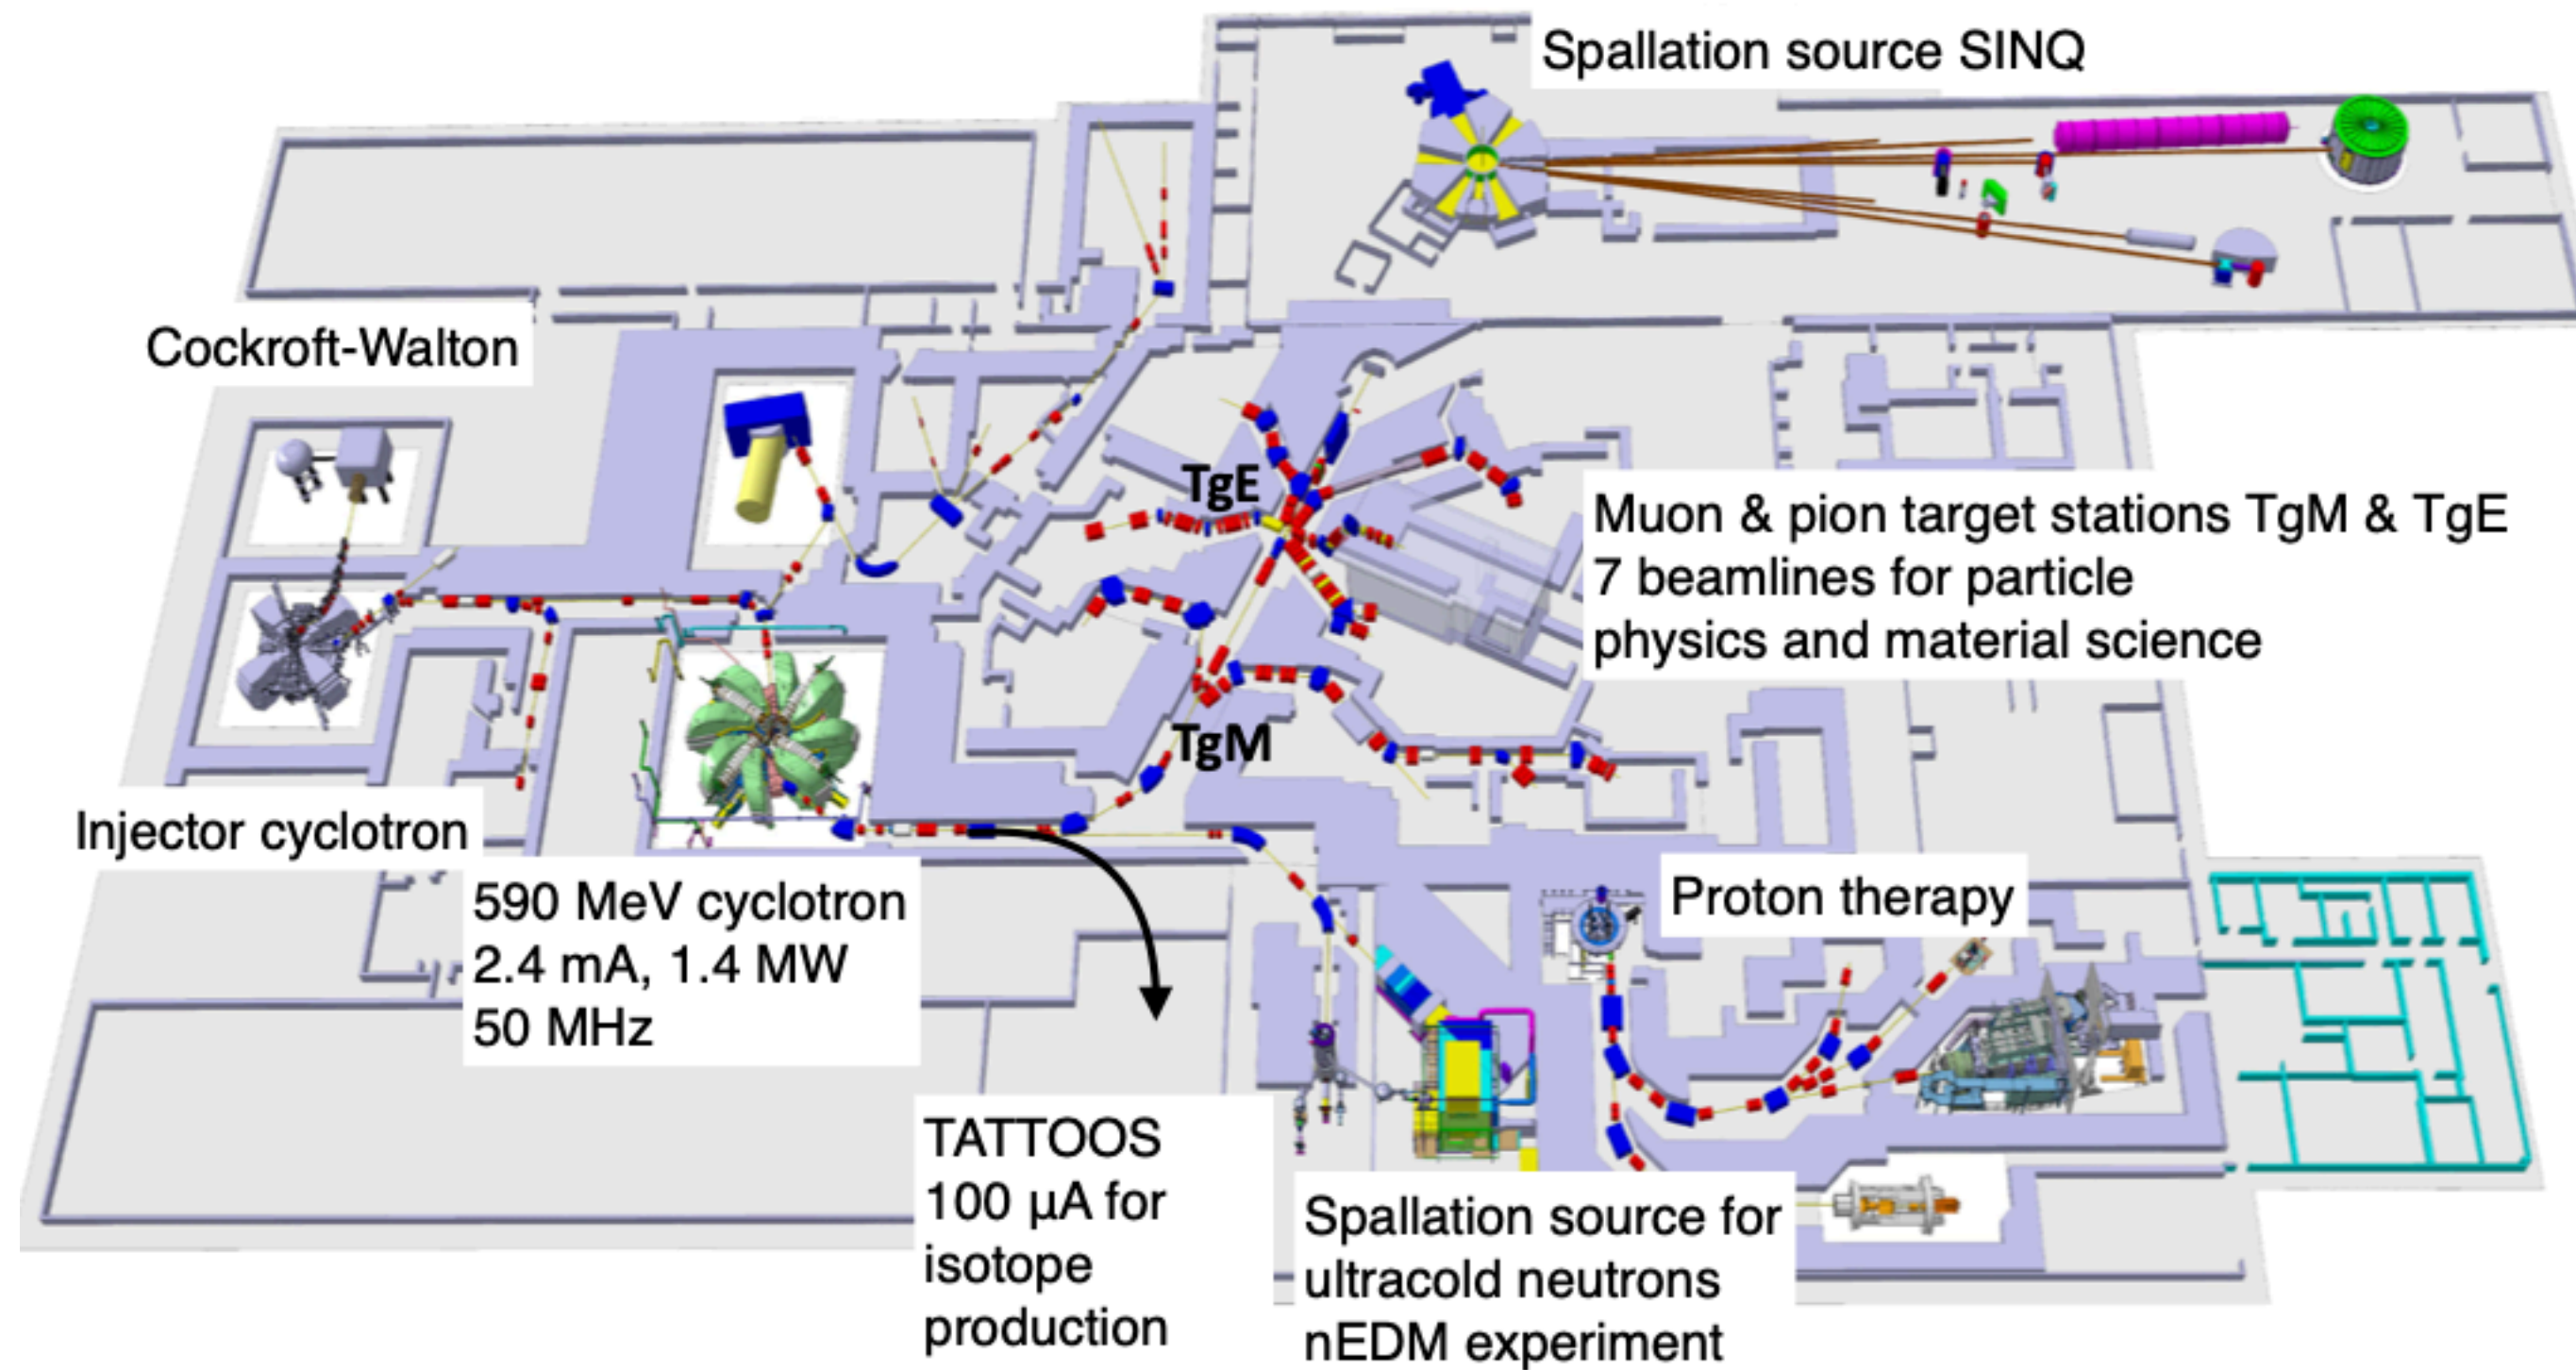 Spallation source SINQ
Cockroft-Walton
TgE
Muon & pion target stations TgM & TgE
7 beamlines for particle
physics and material science
TgM
Injector cyclotron
590 MeV cyclotron
2.4 mA, 1.4 MW
50 MHz
Proton therapy
TATTOOS
100 µA for
isotope
production
Spallation source for
ultracold neutrons
nEDM experiment